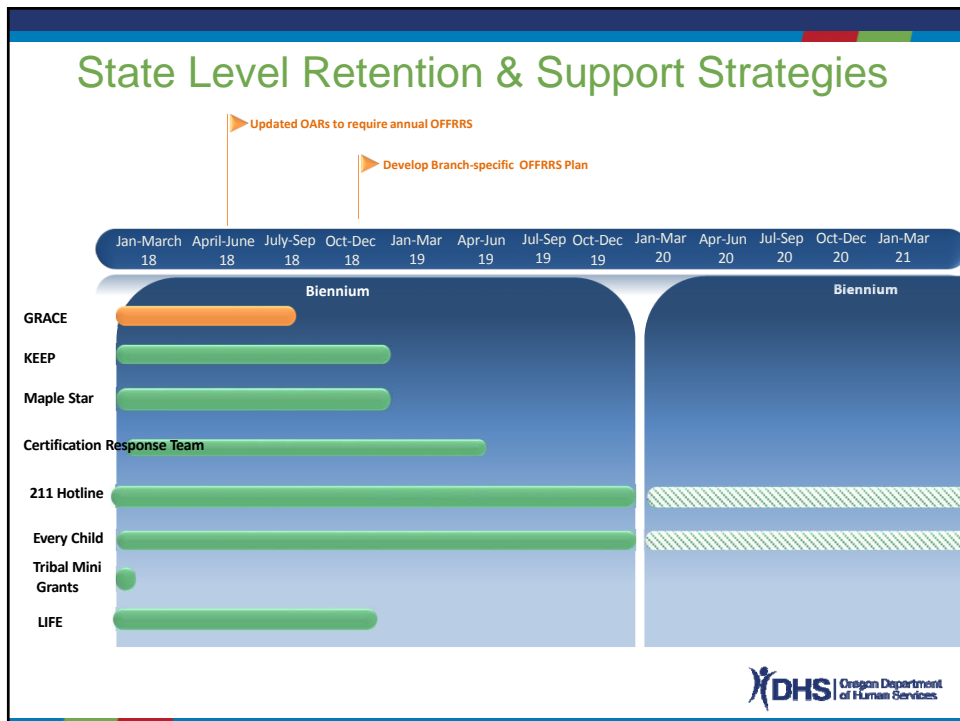 State Level Retention & Support Strategies
Updated OARs to require annual OFFRRS
Develop Branch-specific OFFRRS Plan
Jan-March 18
April-June 18
July-Sep 18
Oct-Dec 18
Jan-Mar 19
Apr-Jun 19
Jul-Sep 19
Oct-Dec 19
Jan-Mar 20
Apr-Jun 20
Jul-Sep 20
Oct-Dec 20
Jan-Mar 21
Biennium
Biennium
GRACE
KEEP
Maple Star
Certification Response Team
211 Hotline
Every Child
Tribal Mini
Grants
LIFE
DHS
Oregon Department
of Human Services